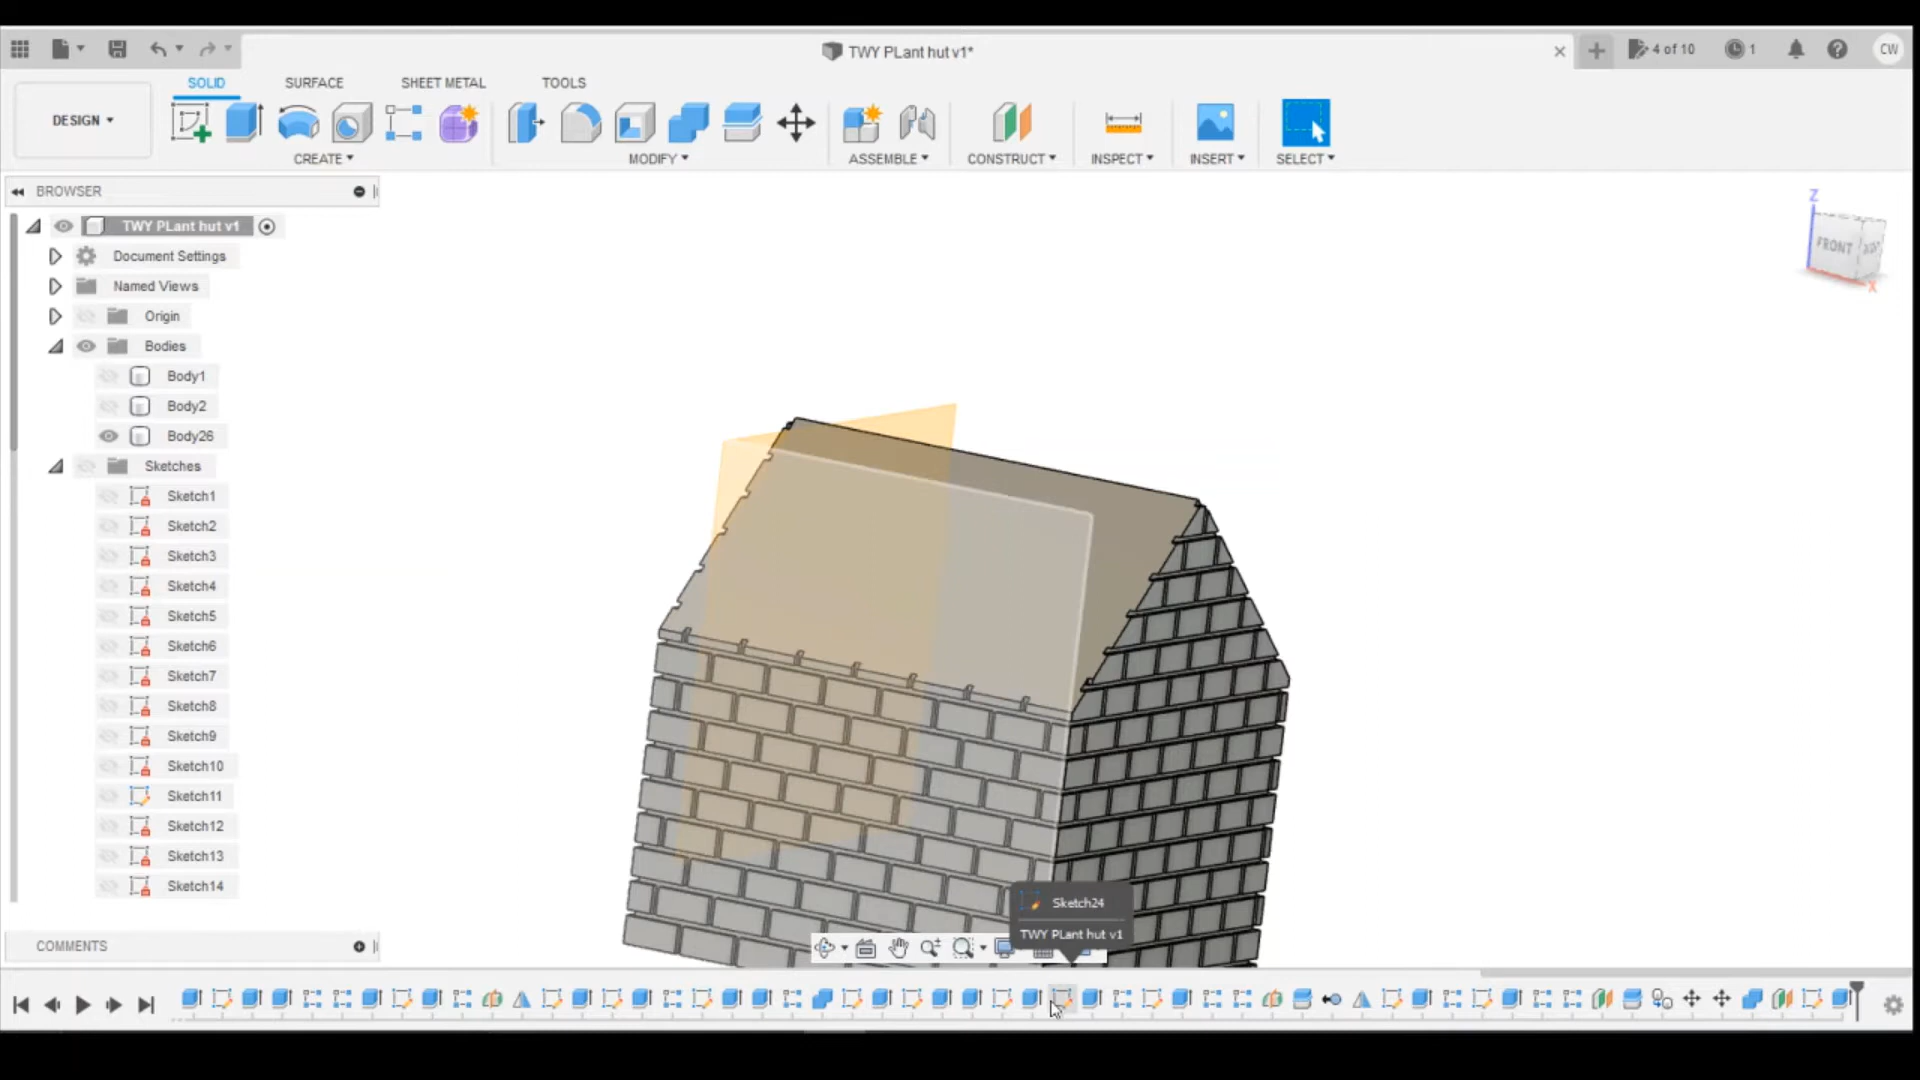 TWY PLant hut v1*
4 of 10
1
CW
DESIGN
SOLID
SURFACE
SHEET METAL
TOOLS
CREATE
MODIFY
ASSEMBLE
CONSTRUCT
INSPECT
INSERT
SELECT
BROWSER
TWY PLant hut v1
Document Settings
Named Views
Origin
Bodies
Body1
Body2
Body26
Sketches
Sketch1
Sketch2
Sketch3
Sketch4
Sketch5
Sketch6
Sketch7
Sketch8
Sketch9
Sketch10
Sketch11
Sketch12
Sketch13
Sketch14
Z
FRONT
X
Sketch24
TWY PLant hut v1
COMMENTS